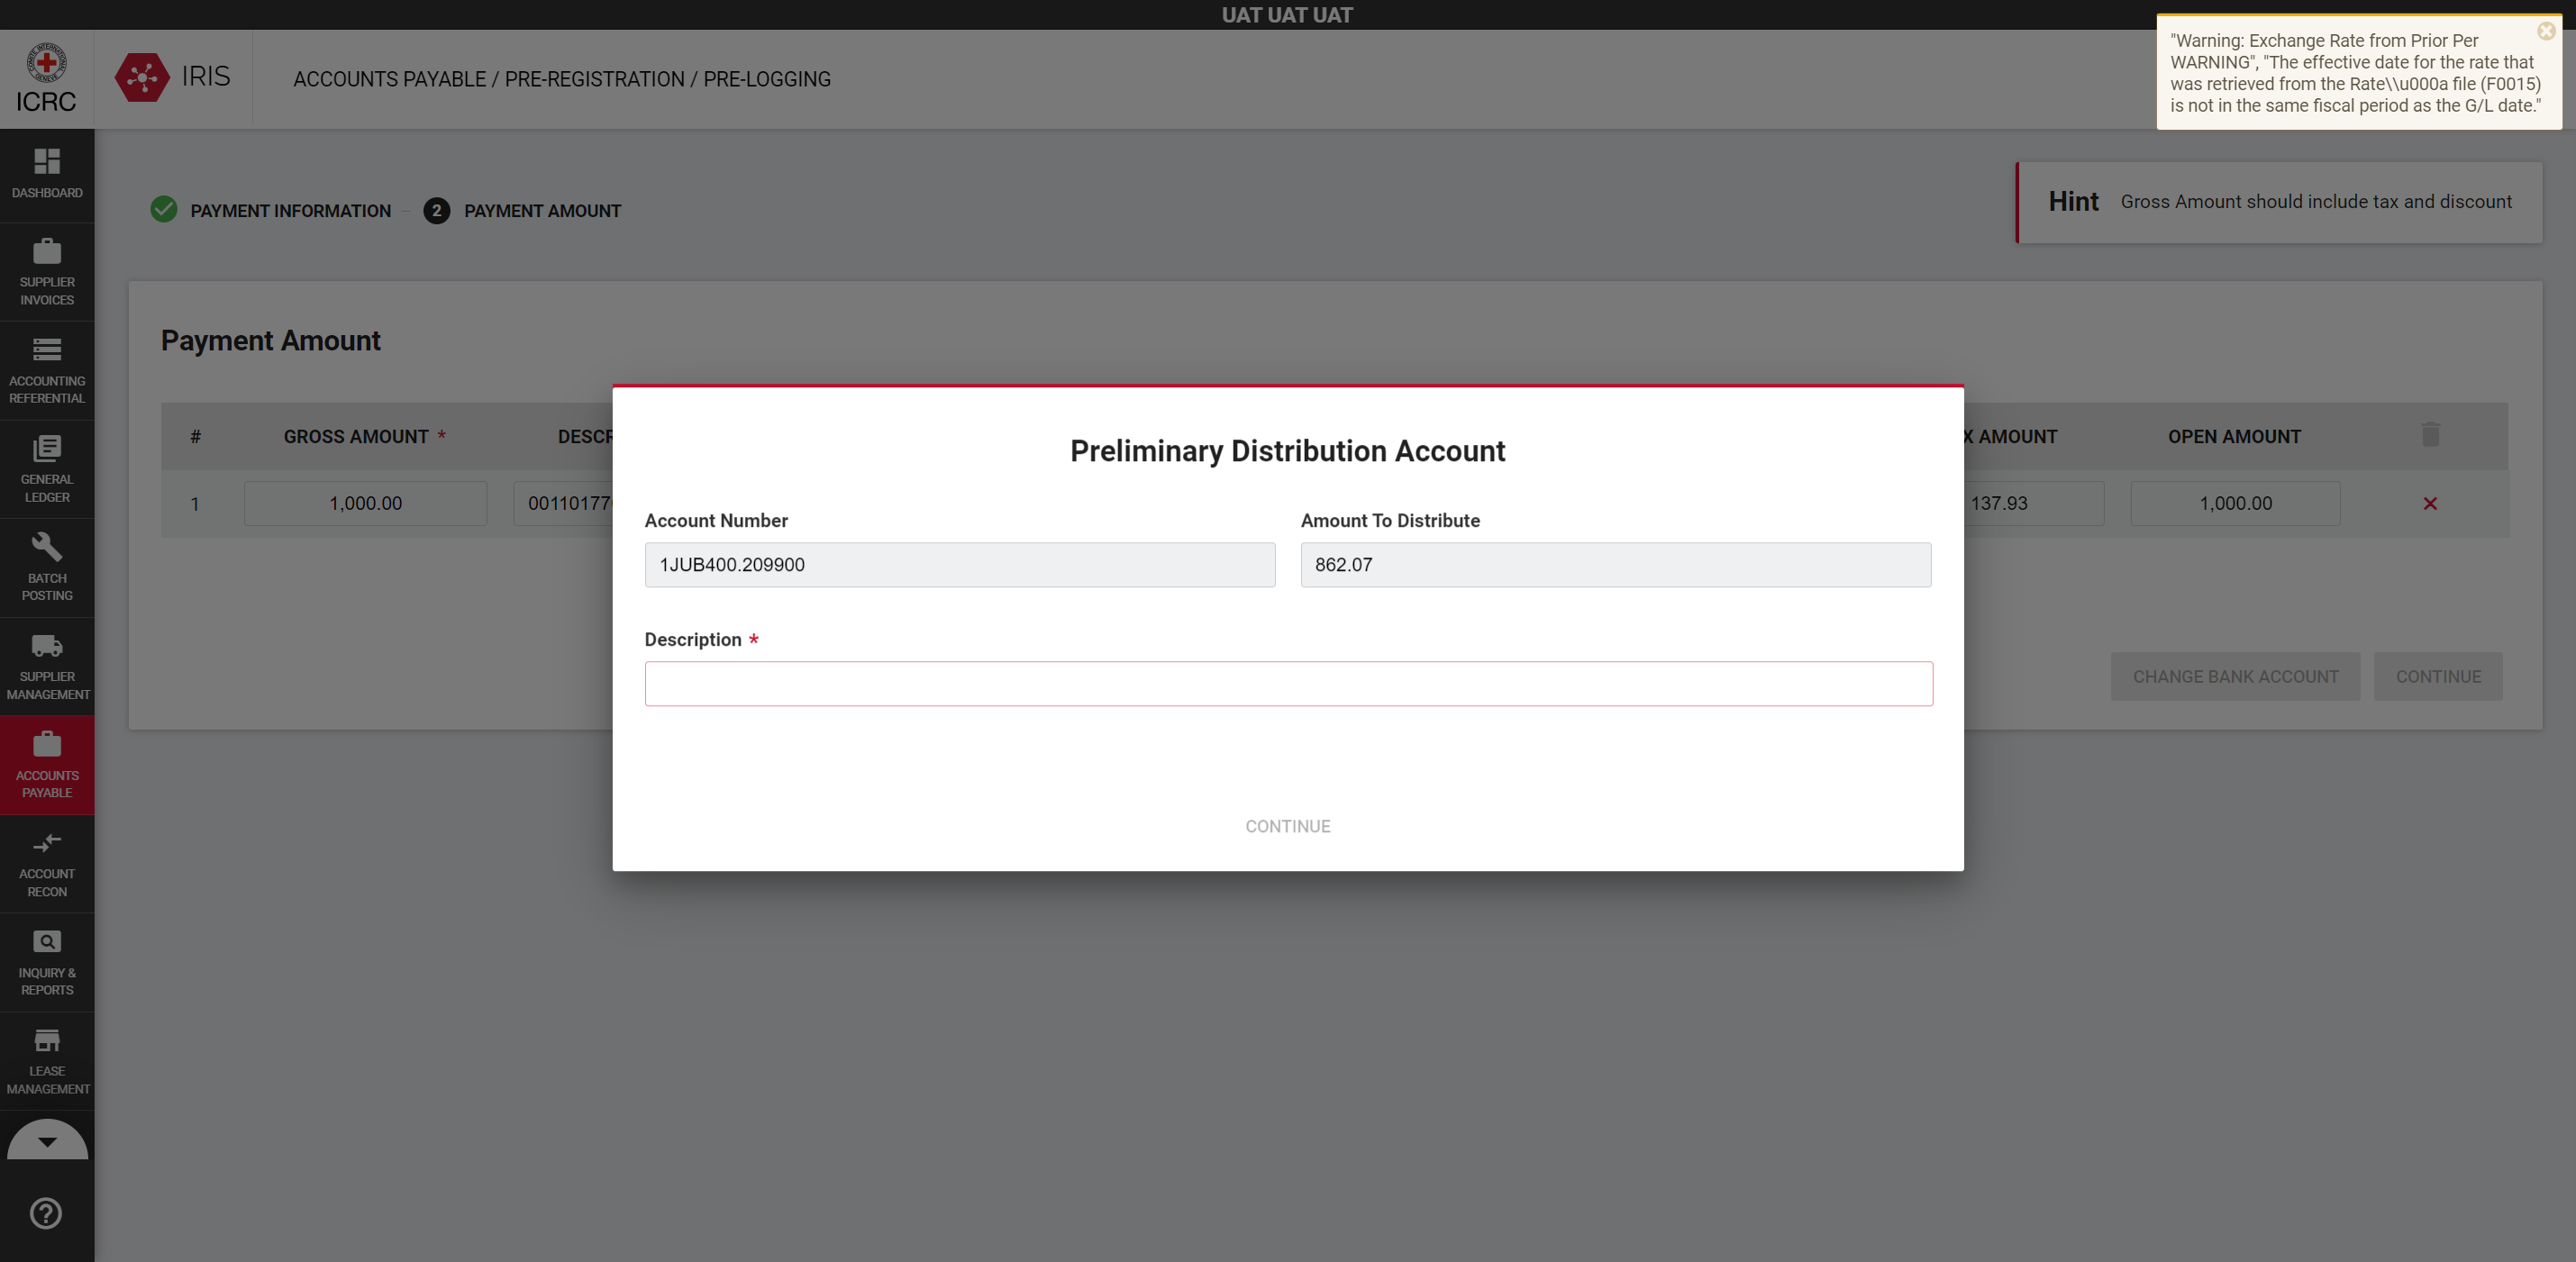 UAT UAT UAT
ICRC
IRIS
ACCOUNTS PAYABLE / PRE-REGISTRATION / PRE-LOGGING
"Warning: Exchange Rate from Prior Per
WARNING", "The effective date for the rate that
was retrieved from the Rate\\u000a file (F0015)
is not in the same fiscal period as the G/L date."
DASHBOARD
SUPPLIER
INVOICES
ACCOUNTING
REFERENTIAL
GENERAL
LEDGER
BATCH
POSTING
SUPPLIER
MANAGEMENT
ACCOUNTS
PAYABLE
ACCOUNT
RECON
INQUIRY &
REPORTS
LEASE
MANAGEMENT
PAYMENT INFORMATION
2 PAYMENT AMOUNT
Hint Gross Amount should include tax and discount
Payment Amount
# GROSS AMOUNT * DESCR X AMOUNT OPEN AMOUNT
1 1,000.00 00110177 137.93 1,000.00
Preliminary Distribution Account
Account Number Amount To Distribute
1JUB400.209900 862.07
Description *
CONTINUE
CHANGE BANK ACCOUNT CONTINUE